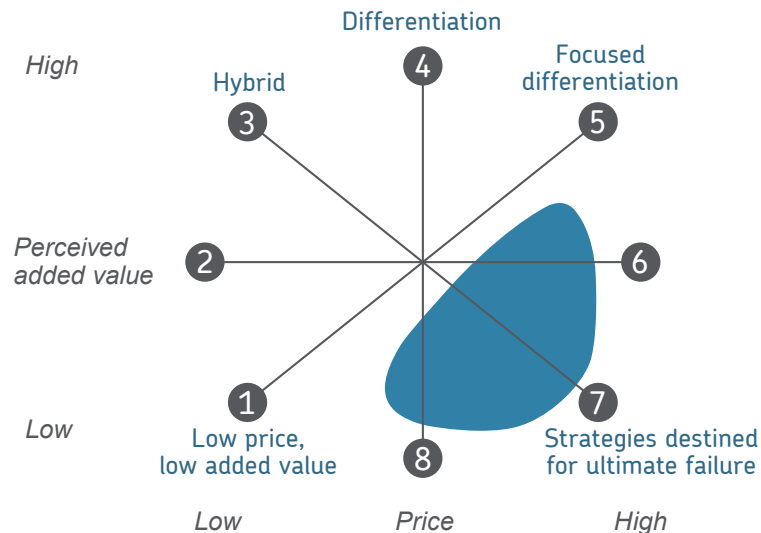 Differentiation
High
4
Hybrid
Focused
differentiation
3
5
Perceived
added value
2
6
1
7
Low
Low price,
low added value
8
Strategies destined
for ultimate failure
Low
Price
High